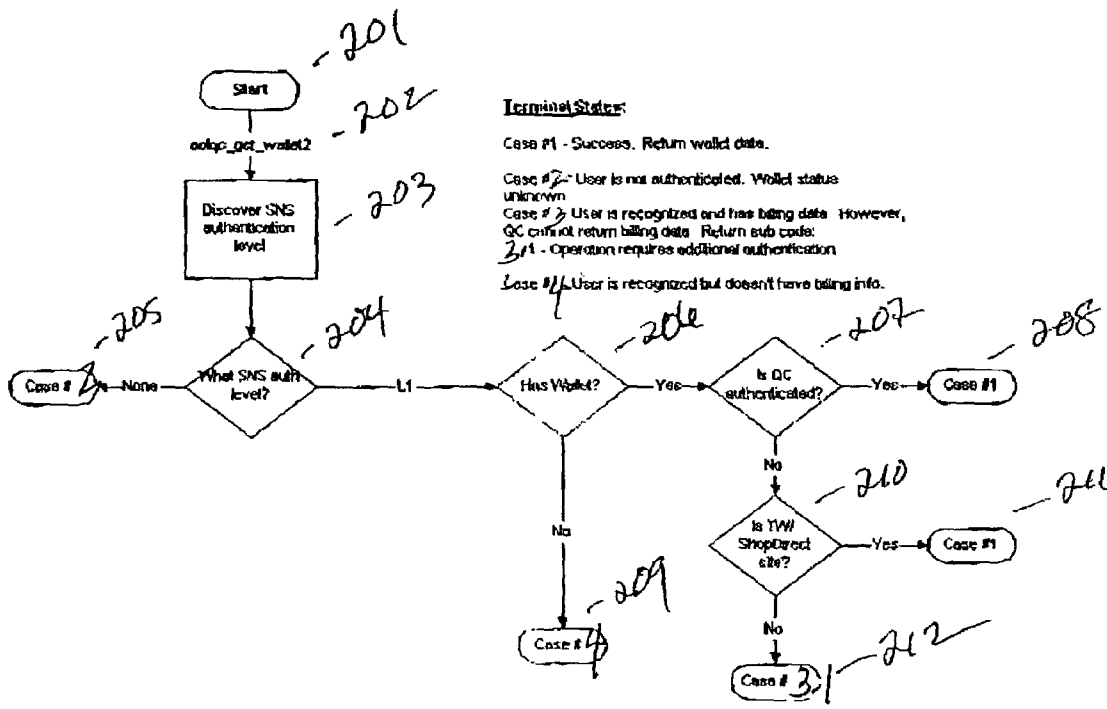 201
Start
202
aolqc_get_wallet2
Terminal States:
Case #1 - Success. Return wallet data.
203
Case #2 - User is not authenticated. Wallet status
unknown
Discover SNS
authentication
level
Case #3 User is recognized and has billing data However,
QC cannot return billing data Return sub code:
3.1 - Operation requires additional authentication
Case #4 User is recognized but doesn't have billing info.
205
204
206
207
208
Case # 2
None
What SNS auth
level?
L1
Has Wallet?
Yes
Is QC
authenticated?
Yes
Case #1
No
No
210
211
Is YW/
ShopDirect
site?
Yes
Case #1
209
No
212
Case # 4
Case # 3.1